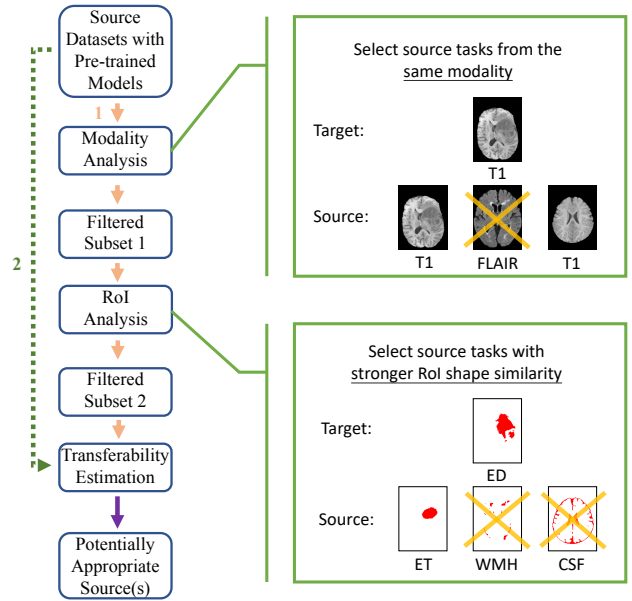 Source
Datasets with
Pre-trained
Models
1
Modality
Analysis
Filtered
Subset 1
2
RoI
Analysis
Filtered
Subset 2
Transferability
Estimation
Potentially
Appropriate
Source(s)
Select source tasks from the
same modality
Target:
T1
Source:
T1 FLAIR T1
Select source tasks with
stronger RoI shape similarity
Target:
ED
Source:
ET WMH CSF